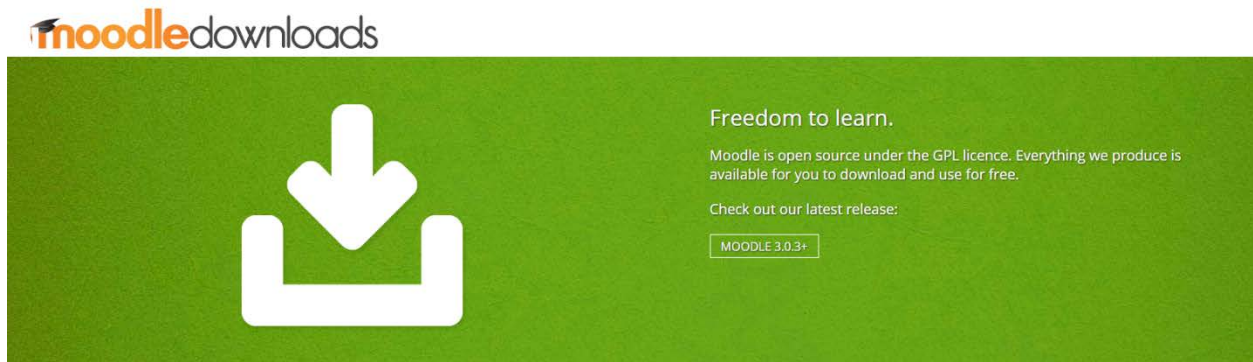 moodledownloads
Freedom to learn.
Moodle is open source under the GPL licence. Everything we produce is
available for you to download and use for free.
Check out our latest release:
MOODLE 3.0.3+